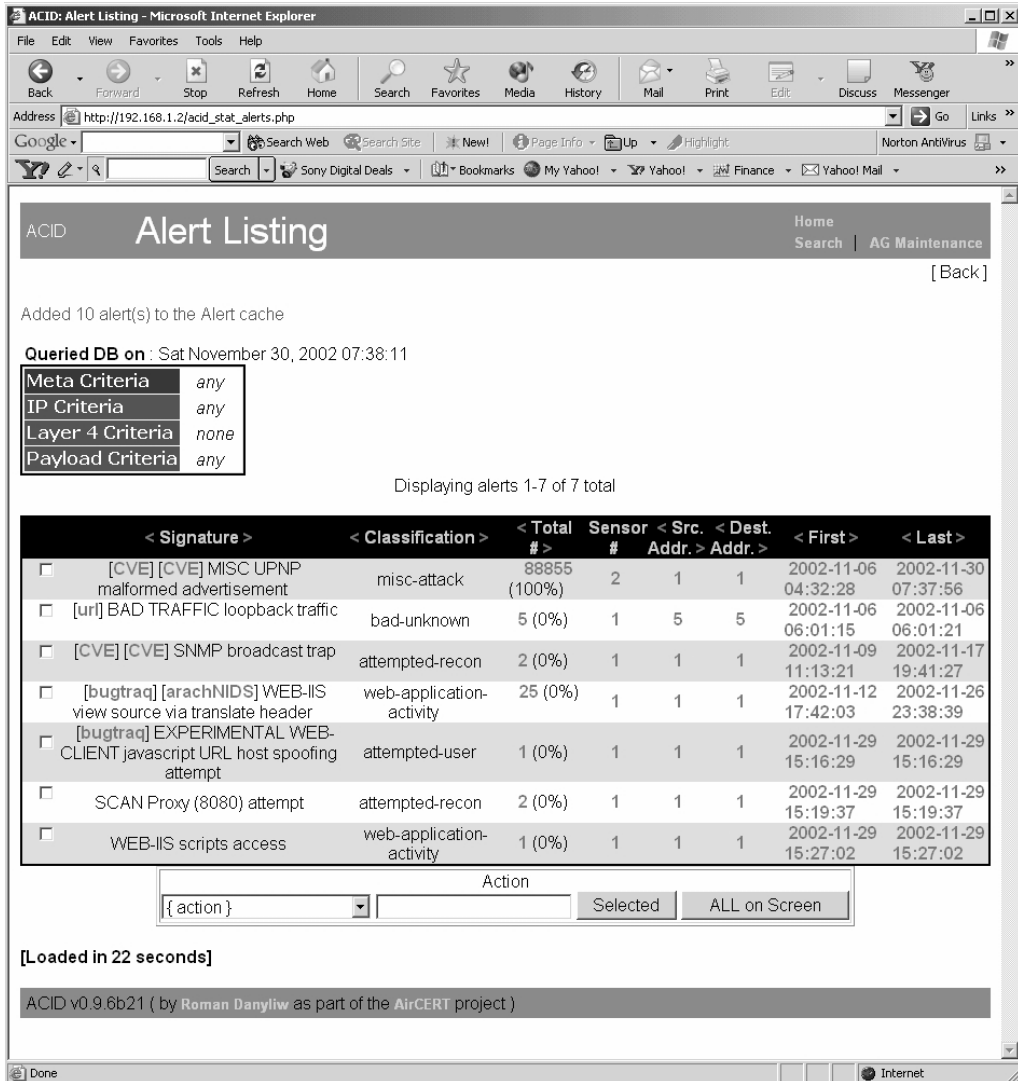 ACID: Alert Listing - Microsoft Internet Explorer
File Edit View Favorites Tools Help
Back Forward Stop Refresh Home Search Favorites Media History Mail Print Edit Discuss Messenger
Address http://192.168.1.2/acid_stat_alerts.php Go Links
Google Search Web Search Site New! Page Info Up Highlight Norton AntiVirus
Y? Search Sony Digital Deals Bookmarks My Yahoo! Yahoo! Finance Yahoo! Mail
ACID Alert Listing
Home
Search | AG Maintenance
[ Back ]
Added 10 alert(s) to the Alert cache
Queried DB on : Sat November 30, 2002 07:38:11
Meta Criteria any
IP Criteria any
Layer 4 Criteria none
Payload Criteria any
Displaying alerts 1-7 of 7 total
< Signature > < Classification > < Total # > Sensor # < Src. Addr. > < Dest. Addr. > < First > < Last >
[CVE] [CVE] MISC UPNP malformed advertisement misc-attack 88855 (100%) 2 1 1 2002-11-06 04:32:28 2002-11-30 07:37:56
[url] BAD TRAFFIC loopback traffic bad-unknown 5 (0%) 1 5 5 2002-11-06 06:01:15 2002-11-06 06:01:21
[CVE] [CVE] SNMP broadcast trap attempted-recon 2 (0%) 1 1 1 2002-11-09 11:13:21 2002-11-17 19:41:27
[bugtraq] [arachNIDS] WEB-IIS view source via translate header web-application-activity 25 (0%) 1 1 1 2002-11-12 17:42:03 2002-11-26 23:38:39
[bugtraq] EXPERIMENTAL WEB-CLIENT javascript URL host spoofing attempt attempted-user 1 (0%) 1 1 1 2002-11-29 15:16:29 2002-11-29 15:16:29
SCAN Proxy (8080) attempt attempted-recon 2 (0%) 1 1 1 2002-11-29 15:19:37 2002-11-29 15:19:37
WEB-IIS scripts access web-application-activity 1 (0%) 1 1 1 2002-11-29 15:27:02 2002-11-29 15:27:02
Action
{ action } Selected ALL on Screen
[Loaded in 22 seconds]
ACID v0.9.6b21 ( by Roman Danyliw as part of the AirCERT project )
Done Internet